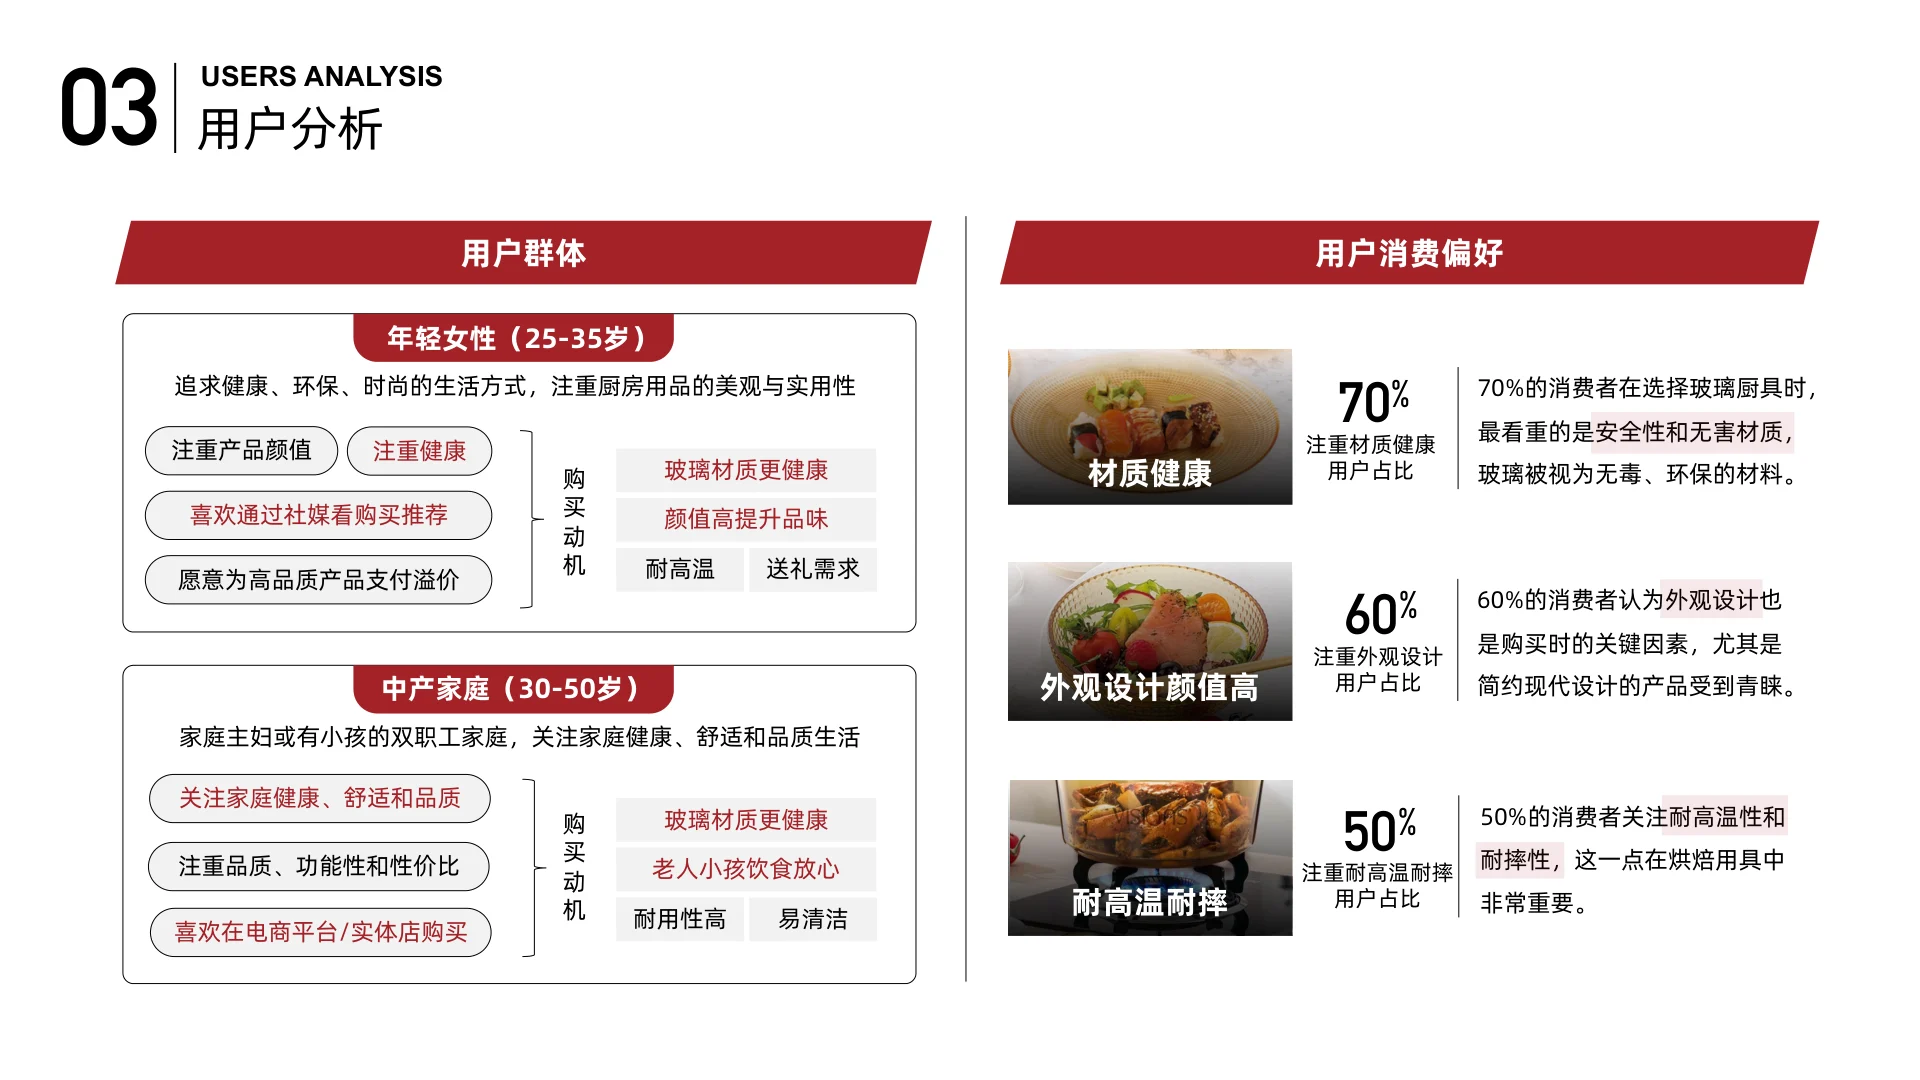 03
USERS ANALYSIS
用户分析
用户群体
年轻女性（25-35岁）
追求健康、环保、时尚的生活方式，注重厨房用品的美观与实用性
注重产品颜值
注重健康
喜欢通过社媒看购买推荐
愿意为高品质产品支付溢价
购买动机
玻璃材质更健康
颜值高提升品味
耐高温
送礼需求
中产家庭（30-50岁）
家庭主妇或有小孩的双职工家庭，关注家庭健康、舒适和品质生活
关注家庭健康、舒适和品质
注重品质、功能性和性价比
喜欢在电商平台/实体店购买
购买动机
玻璃材质更健康
老人小孩饮食放心
耐用性高
易清洁
用户消费偏好
材质健康
70%
注重材质健康
用户占比
70%的消费者在选择玻璃厨具时，
最看重的是安全性和无害材质，
玻璃被视为无毒、环保的材料。
外观设计颜值高
60%
注重外观设计
用户占比
60%的消费者认为外观设计也
是购买时的关键因素，尤其是
简约现代设计的产品受到青睐。
visions
耐高温耐摔
50%
注重耐高温耐摔
用户占比
50%的消费者关注耐高温性和
耐摔性，这一点在烘焙用具中
非常重要。